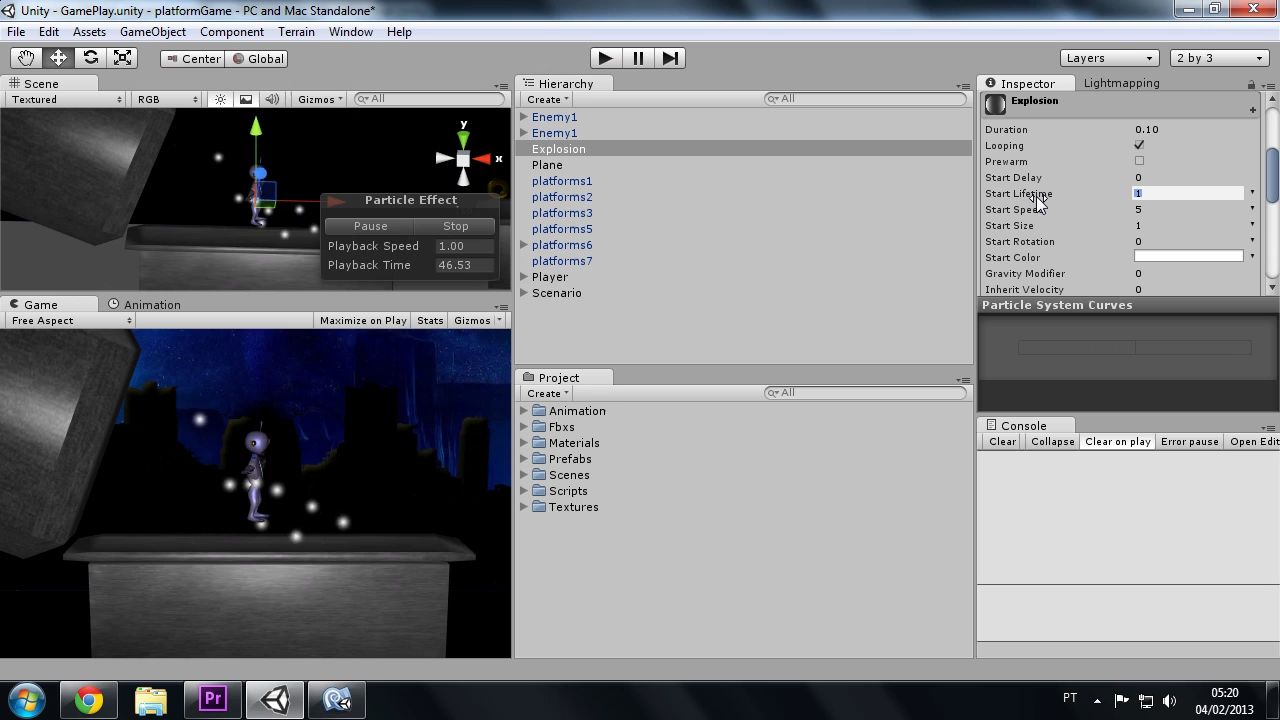 Unity - GamePlay.unity - platformGame - PC and Mac Standalone*
File Edit Assets GameObject Component Terrain Window Help
Center Global Layers 2 by 3
Scene
Textured RGB Gizmos All
y
x
Particle Effect
Pause Stop
Playback Speed 1.00
Playback Time 46.53
Game Animation
Free Aspect Maximize on Play Stats Gizmos
Hierarchy
Create All
Enemy1
Enemy1
Explosion
Plane
platforms1
platforms2
platforms3
platforms5
platforms6
platforms7
Player
Scenario
Project
Create All
Animation
Fbxs
Materials
Prefabs
Scenes
Scripts
Textures
Inspector Lightmapping
Explosion
Duration 0.10
Looping
Prewarm
Start Delay 0
Start Lifetime 1
Start Speed 5
Start Size 1
Start Rotation 0
Start Color
Gravity Modifier 0
Inherit Velocity 0
Particle System Curves
Console
Clear Collapse Clear on play Error pause Open Edit
Pr
PT
05:20
04/02/2013